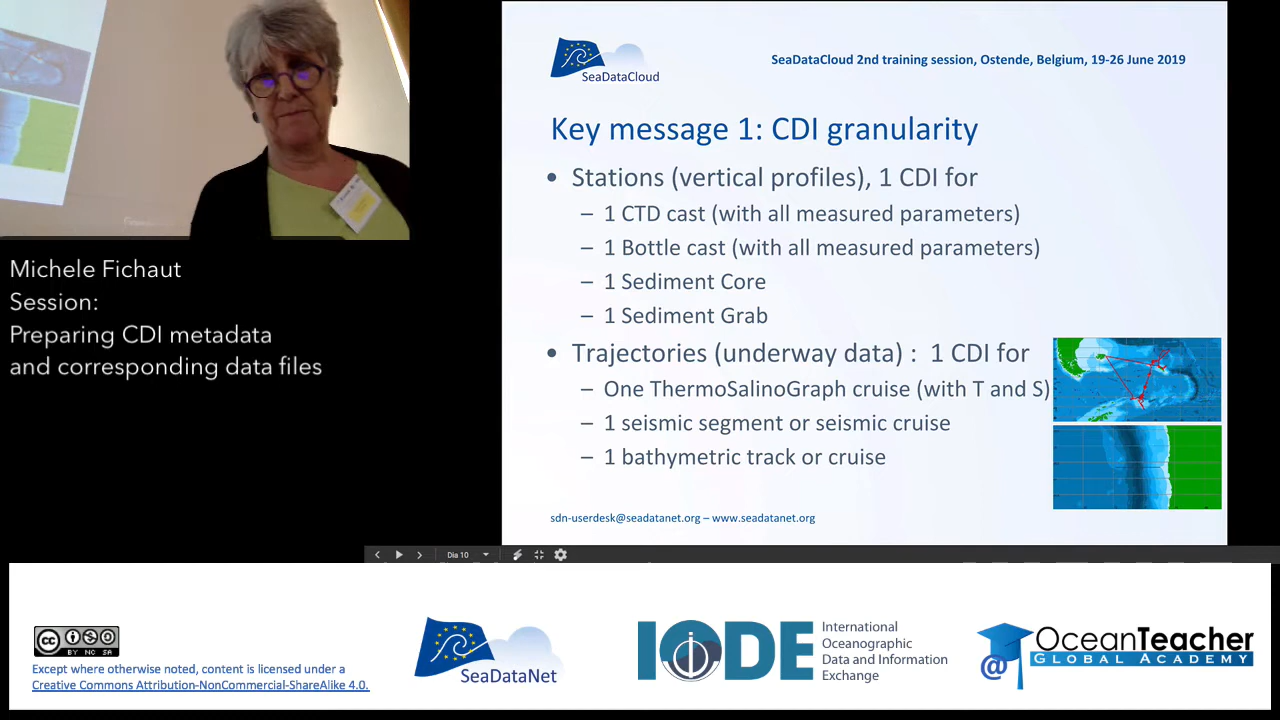 Michele Fichaut
Session:
Preparing CDI metadata
and corresponding data files
SeaDataCloud
SeaDataCloud 2nd training session, Ostende, Belgium, 19-26 June 2019
Key message 1: CDI granularity
• Stations (vertical profiles), 1 CDI for
– 1 CTD cast (with all measured parameters)
– 1 Bottle cast (with all measured parameters)
– 1 Sediment Core
– 1 Sediment Grab
• Trajectories (underway data) : 1 CDI for
– One ThermoSalinoGraph cruise (with T and S)
– 1 seismic segment or seismic cruise
– 1 bathymetric track or cruise
sdn-userdesk@seadatanet.org – www.seadatanet.org
Dia 10
cc
BY NC SA
Except where otherwise noted, content is licensed under a
Creative Commons Attribution-NonCommercial-ShareAlike 4.0.
SeaDataNet
IODE
International
Oceanographic
Data and Information
Exchange
@
OceanTeacher
GLOBAL ACADEMY